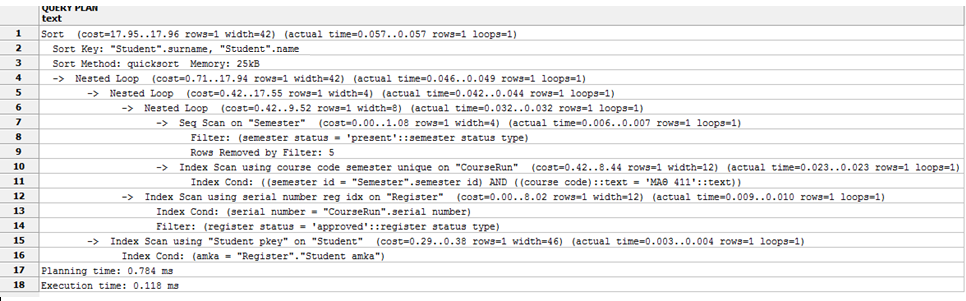 QUERY PLAN
text
1 Sort (cost=17.95..17.96 rows=1 width=42) (actual time=0.057..0.057 rows=1 loops=1)
2 Sort Key: "Student".surname, "Student".name
3 Sort Method: quicksort Memory: 25kB
4 -> Nested Loop (cost=0.71..17.94 rows=1 width=42) (actual time=0.046..0.049 rows=1 loops=1)
5 -> Nested Loop (cost=0.42..17.55 rows=1 width=4) (actual time=0.042..0.044 rows=1 loops=1)
6 -> Nested Loop (cost=0.42..9.52 rows=1 width=8) (actual time=0.032..0.032 rows=1 loops=1)
7 -> Seq Scan on "Semester" (cost=0.00..1.08 rows=1 width=4) (actual time=0.006..0.007 rows=1 loops=1)
8 Filter: (semester status = 'present'::semester status type)
9 Rows Removed by Filter: 5
10 -> Index Scan using course code semester unique on "CourseRun" (cost=0.42..8.44 rows=1 width=12) (actual time=0.023..0.023 rows=1 loops=1)
11 Index Cond: ((semester id = "Semester".semester id) AND ((course code)::text = 'ΜΑΘ 411'::text))
12 -> Index Scan using serial number reg idx on "Register" (cost=0.00..8.02 rows=1 width=12) (actual time=0.009..0.010 rows=1 loops=1)
13 Index Cond: (serial number = "CourseRun".serial number)
14 Filter: (register status = 'approved'::register status type)
15 -> Index Scan using "Student pkey" on "Student" (cost=0.29..0.38 rows=1 width=46) (actual time=0.003..0.004 rows=1 loops=1)
16 Index Cond: (amka = "Register"."Student amka")
17 Planning time: 0.784 ms
18 Execution time: 0.118 ms